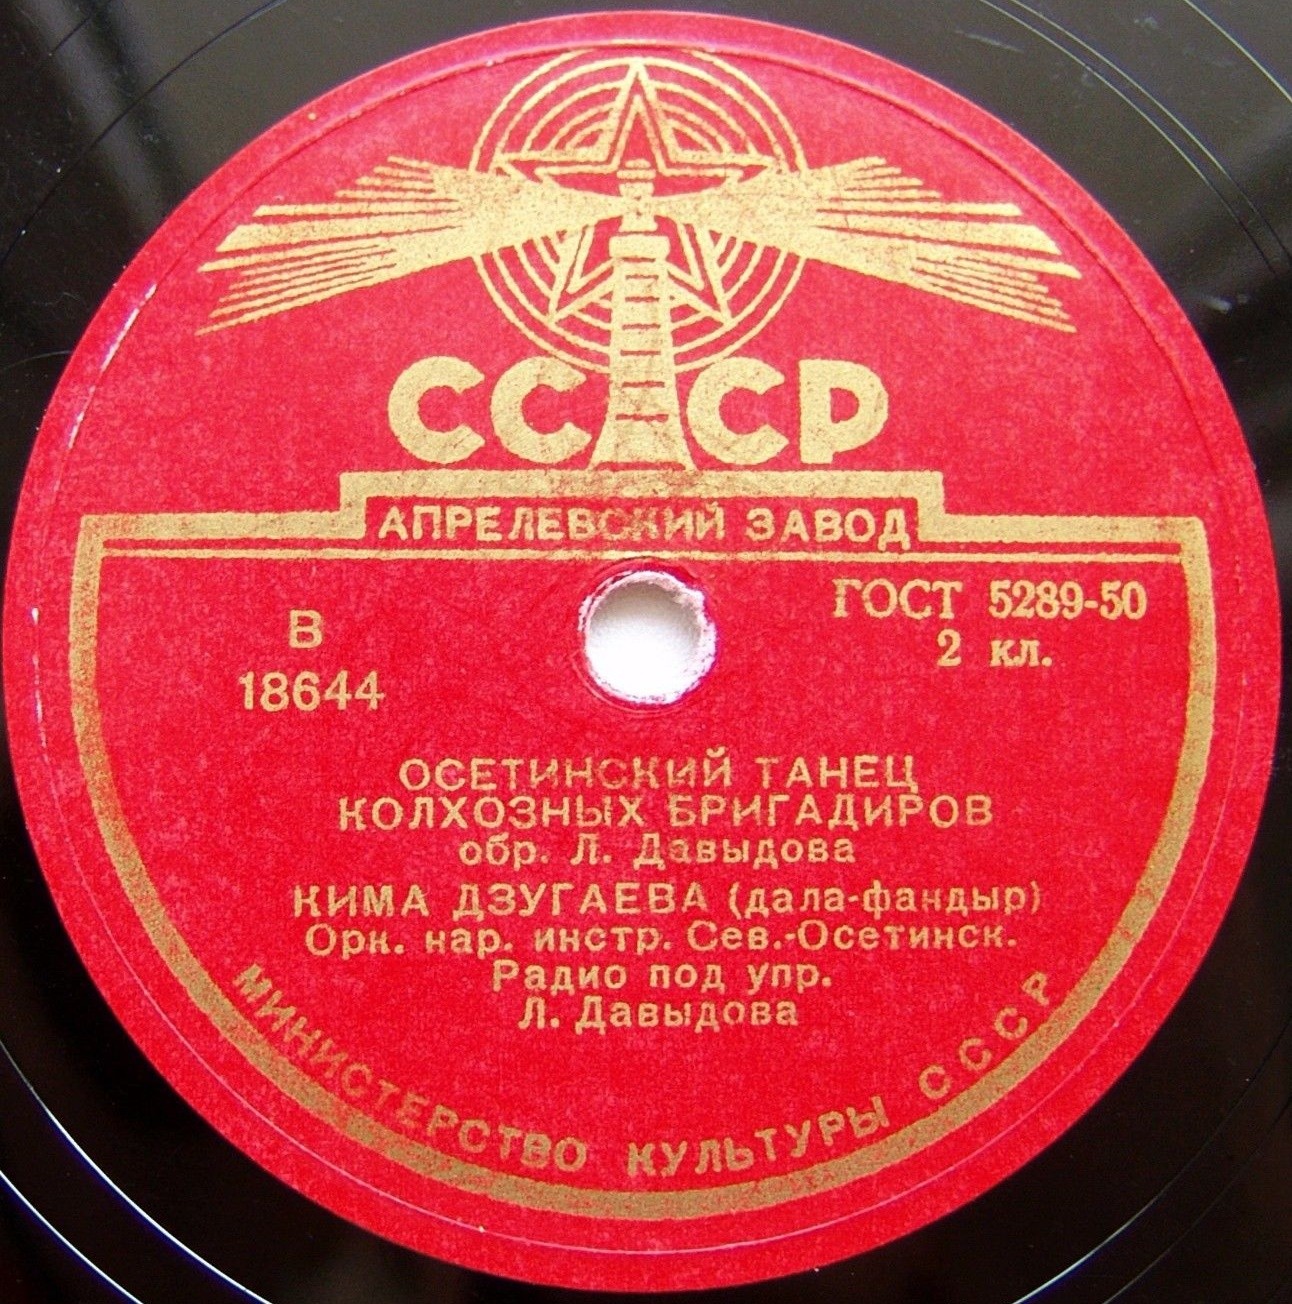 СССР
АПРЕЛЕВСКИЙ ЗАВОД
ГОСТ 5289-50
2 кл.
В
18644
ОСЕТИНСКИЙ ТАНЕЦ
КОЛХОЗНЫХ БРИГАДИРОВ
обр. Л. Давыдова
КИМА ДЗУГАЕВА (дала-фандыр)
Орк. нар. инстр. Сев.-Осетинск.
Радио под упр.
Л. Давыдова
МИНИСТЕРСТВО КУЛЬТУРЫ СССР